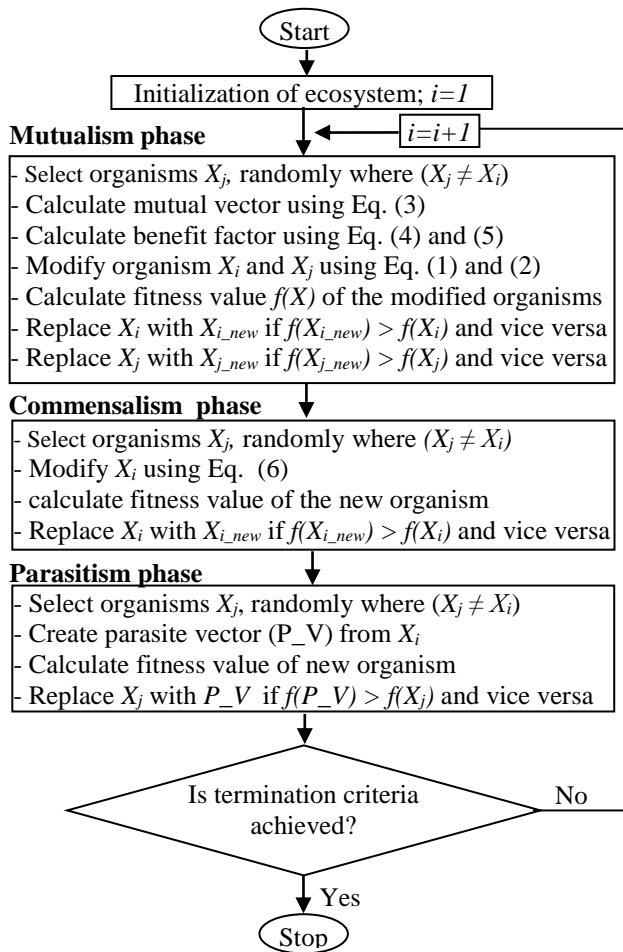 Start
Initialization of ecosystem; i=1
i=i+1
Mutualism phase
- Select organisms Xj, randomly where (Xj ≠ Xi)
- Calculate mutual vector using Eq. (3)
- Calculate benefit factor using Eq. (4) and (5)
- Modify organism Xi and Xj using Eq. (1) and (2)
- Calculate fitness value f(X) of the modified organisms
- Replace Xi with Xi_new if f(Xi_new) > f(Xi) and vice versa
- Replace Xj with Xj_new if f(Xj_new) > f(Xj) and vice versa
Commensalism phase
- Select organisms Xj, randomly where (Xj ≠ Xi)
- Modify Xi using Eq. (6)
- calculate fitness value of the new organism
- Replace Xi with Xi_new if f(Xi_new) > f(Xi) and vice versa
Parasitism phase
- Select organisms Xj, randomly where (Xj ≠ Xi)
- Create parasite vector (P_V) from Xi
- Calculate fitness value of new organism
- Replace Xj with P_V if f(P_V) > f(Xj) and vice versa
Is termination criteria
achieved?
No
Yes
Stop